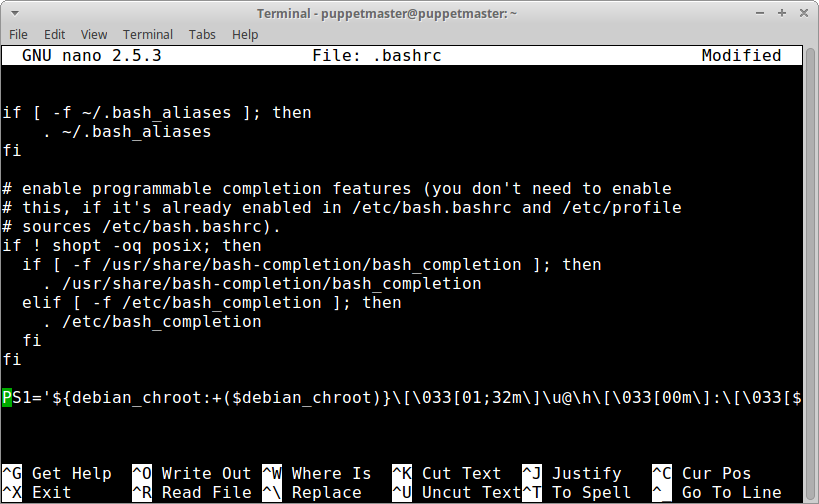 Terminal - puppetmaster@puppetmaster: ~
File Edit View Terminal Tabs Help
GNU nano 2.5.3 File: .bashrc Modified
if [ -f ~/.bash_aliases ]; then
    . ~/.bash_aliases
fi
# enable programmable completion features (you don't need to enable
# this, if it's already enabled in /etc/bash.bashrc and /etc/profile
# sources /etc/bash.bashrc).
if ! shopt -oq posix; then
  if [ -f /usr/share/bash-completion/bash_completion ]; then
    . /usr/share/bash-completion/bash_completion
  elif [ -f /etc/bash_completion ]; then
    . /etc/bash_completion
  fi
fi
PS1='${debian_chroot:+($debian_chroot)}\[\033[01;32m\]\u@\h\[\033[00m\]:\[\033[$
^G Get Help ^O Write Out ^W Where Is ^K Cut Text ^J Justify ^C Cur Pos
^X Exit ^R Read File ^\ Replace ^U Uncut Text ^T To Spell ^_ Go To Line